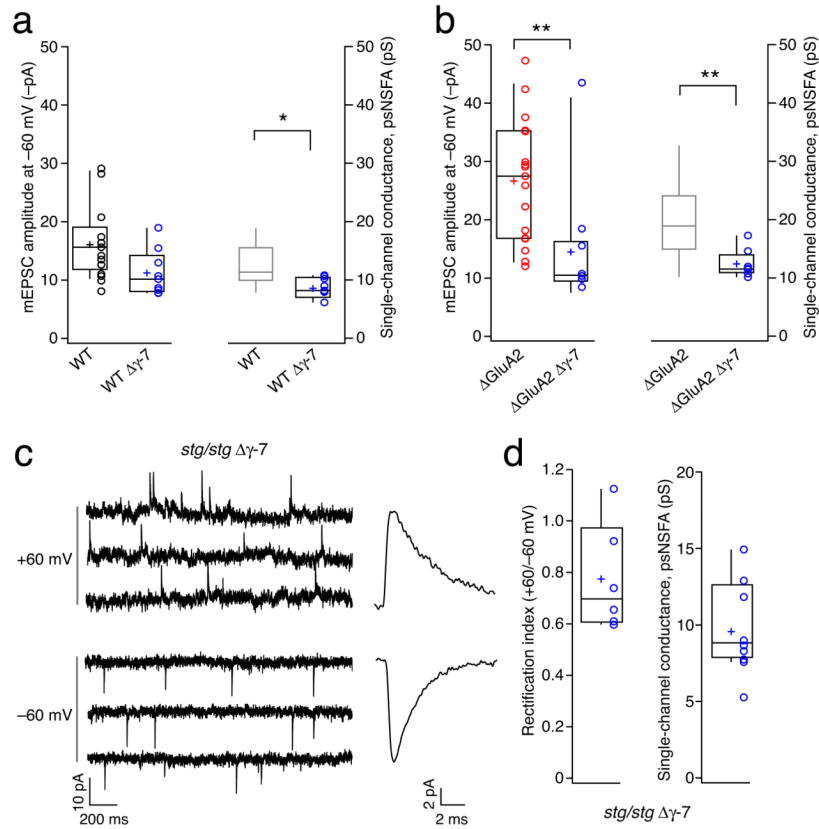 a
mEPSC amplitude at –60 mV (–pA)
50
40
30
20
10
0
WT
WT Δγ-7
*
WT
WT Δγ-7
50
40
30
20
10
0
Single-channel conductance, psNSFA (pS)
b
mEPSC amplitude at –60 mV (–pA)
50
40
30
20
10
0
**
ΔGluA2
ΔGluA2 Δγ-7
**
ΔGluA2
ΔGluA2 Δγ-7
50
40
30
20
10
0
Single-channel conductance, psNSFA (pS)
c
stg/stg Δγ-7
+60 mV
–60 mV
10 pA
200 ms
2 pA
2 ms
d
Rectification index (+60/–60 mV)
1.2
1.0
0.8
0.6
0.4
0.2
0
Single-channel conductance, psNSFA (pS)
20
15
10
5
0
stg/stg Δγ-7